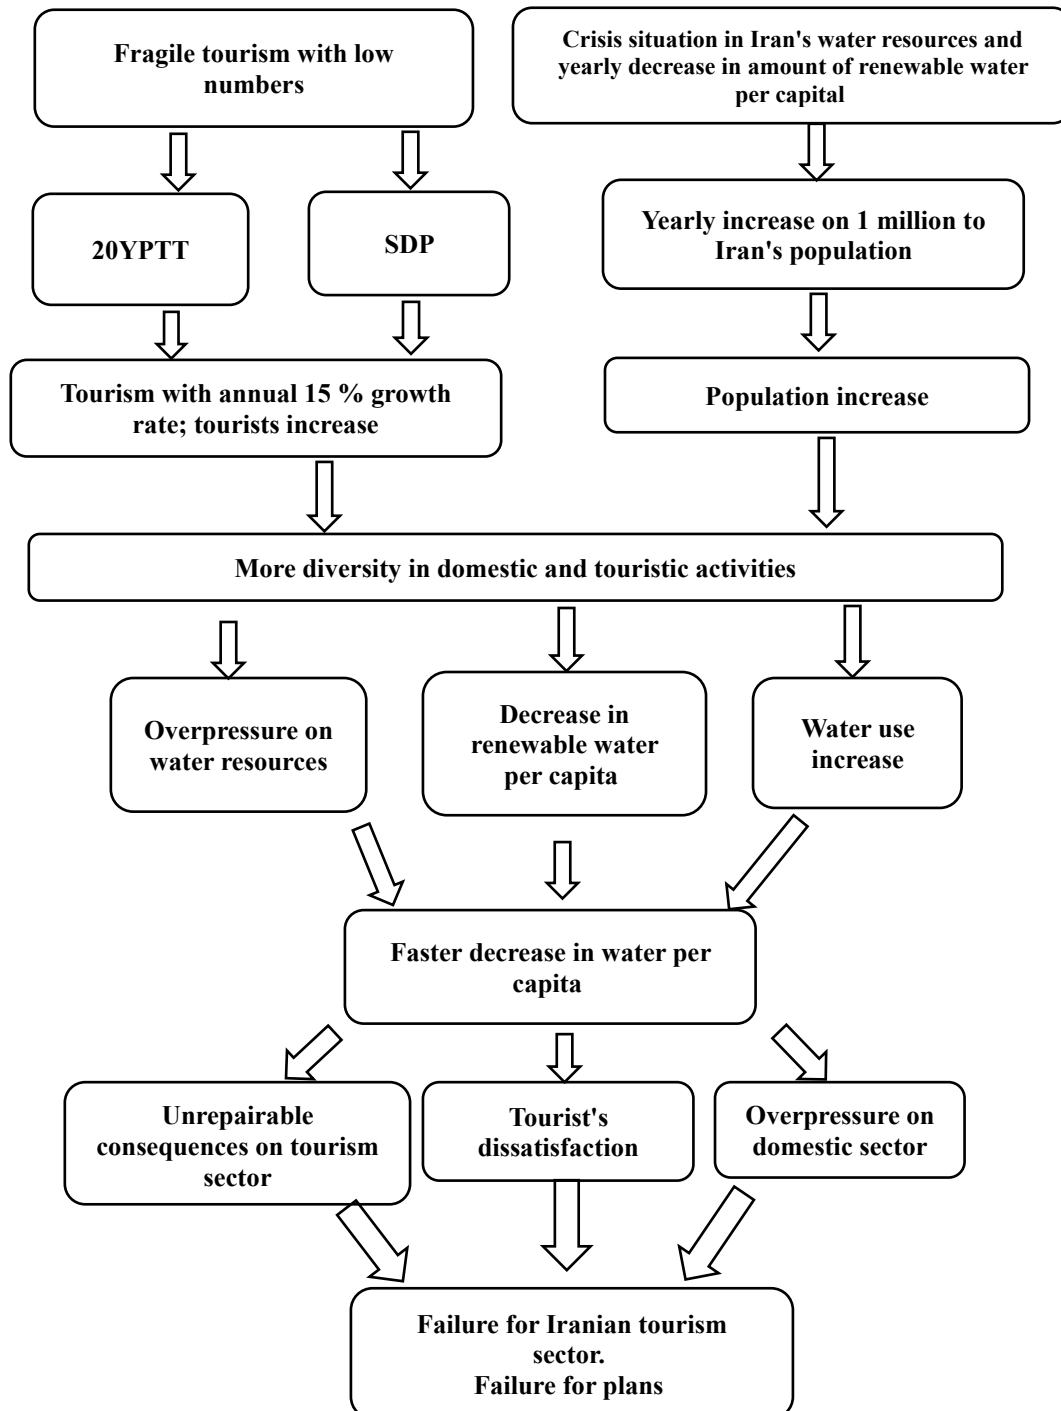 Fragile tourism with low
numbers
Crisis situation in Iran's water resources and
yearly decrease in amount of renewable water
per capital
20YPTT
SDP
Yearly increase on 1 million to
Iran's population
Tourism with annual 15 % growth
rate; tourists increase
Population increase
More diversity in domestic and touristic activities
Overpressure on
water resources
Decrease in
renewable water
per capita
Water use
increase
Faster decrease in water per
capita
Unrepairable
consequences on tourism
sector
Tourist's
dissatisfaction
Overpressure on
domestic sector
Failure for Iranian tourism
sector.
Failure for plans